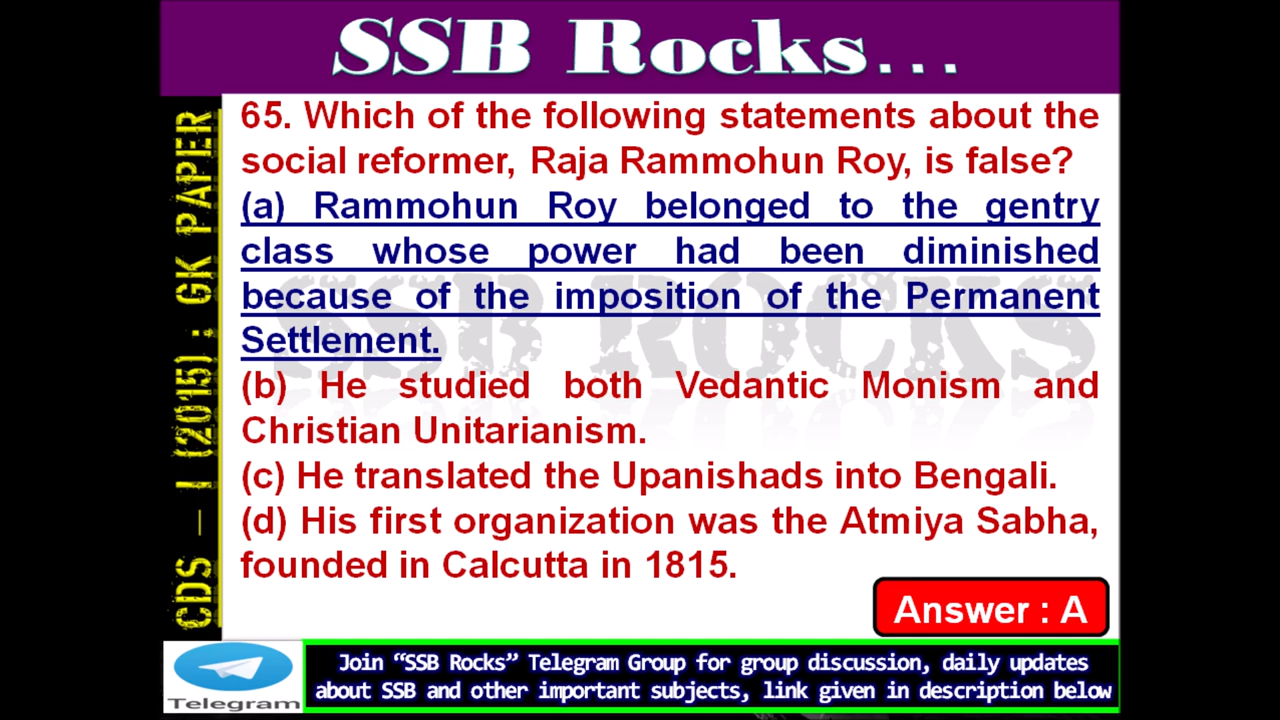 SSB Rocks...
CDS – I (2015) : GK PAPER
65. Which of the following statements about the
social reformer, Raja Rammohun Roy, is false?
(a) Rammohun Roy belonged to the gentry
class whose power had been diminished
because of the imposition of the Permanent
Settlement.
(b) He studied both Vedantic Monism and
Christian Unitarianism.
(c) He translated the Upanishads into Bengali.
(d) His first organization was the Atmiya Sabha,
founded in Calcutta in 1815.
SSB ROCKS
Answer : A
Telegram
Join “SSB Rocks” Telegram Group for group discussion, daily updates
about SSB and other important subjects, link given in description below